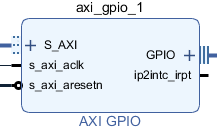 axi_gpio_1
S_AXI
s_axi_aclk
s_axi_aresetn
GPIO
ip2intc_irpt
AXI GPIO